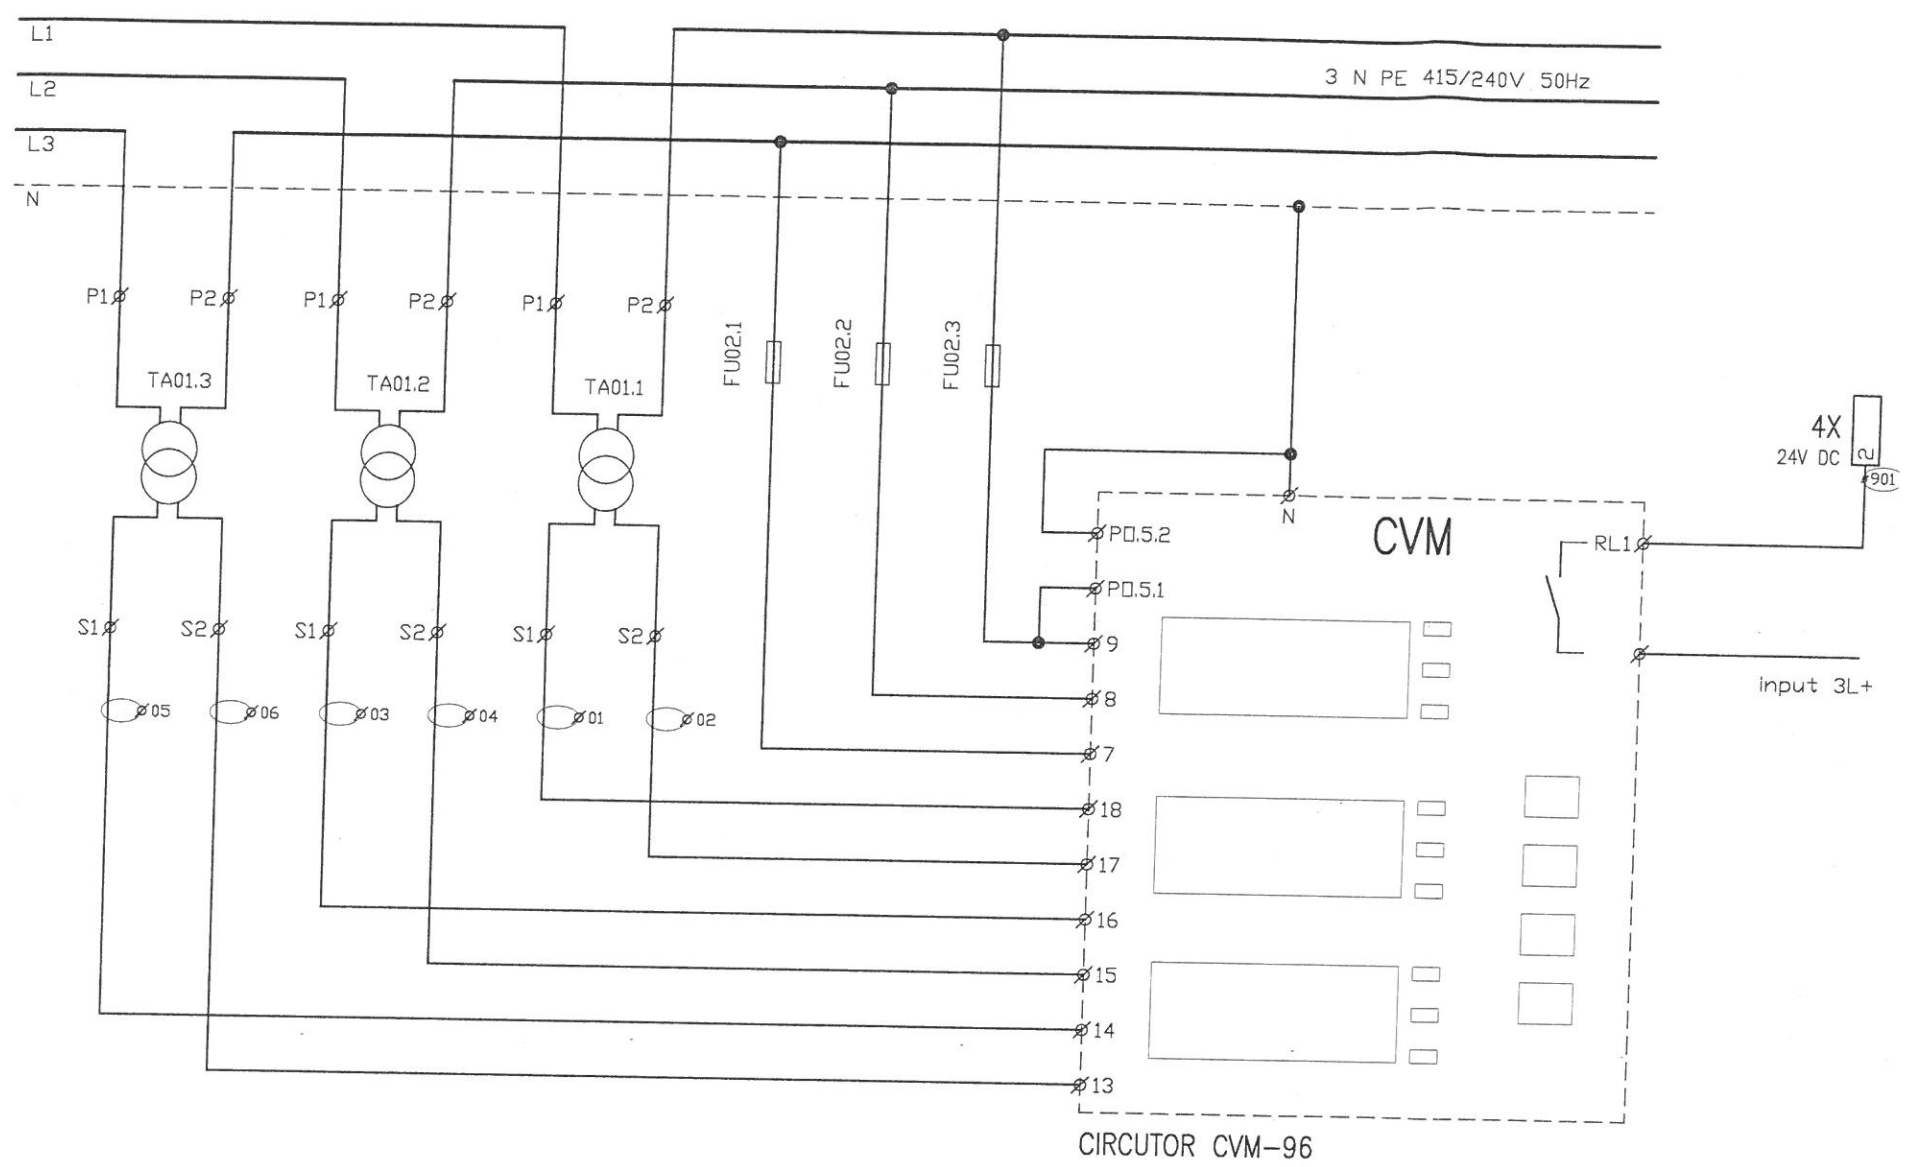 L1
3 N PE 415/240V 50Hz
L2
L3
N
P1
P2
P1
P2
P1
P2
FU02.1
FU02.2
FU02.3
TA01.3
TA01.2
TA01.1
4X
24V DC
2
901
N
CVM
PO.5.2
RL1
PO.5.1
S1
S2
S1
S2
S1
S2
9
input 3L+
8
05
06
03
04
01
02
7
18
17
16
15
14
13
CIRCUTOR CVM-96